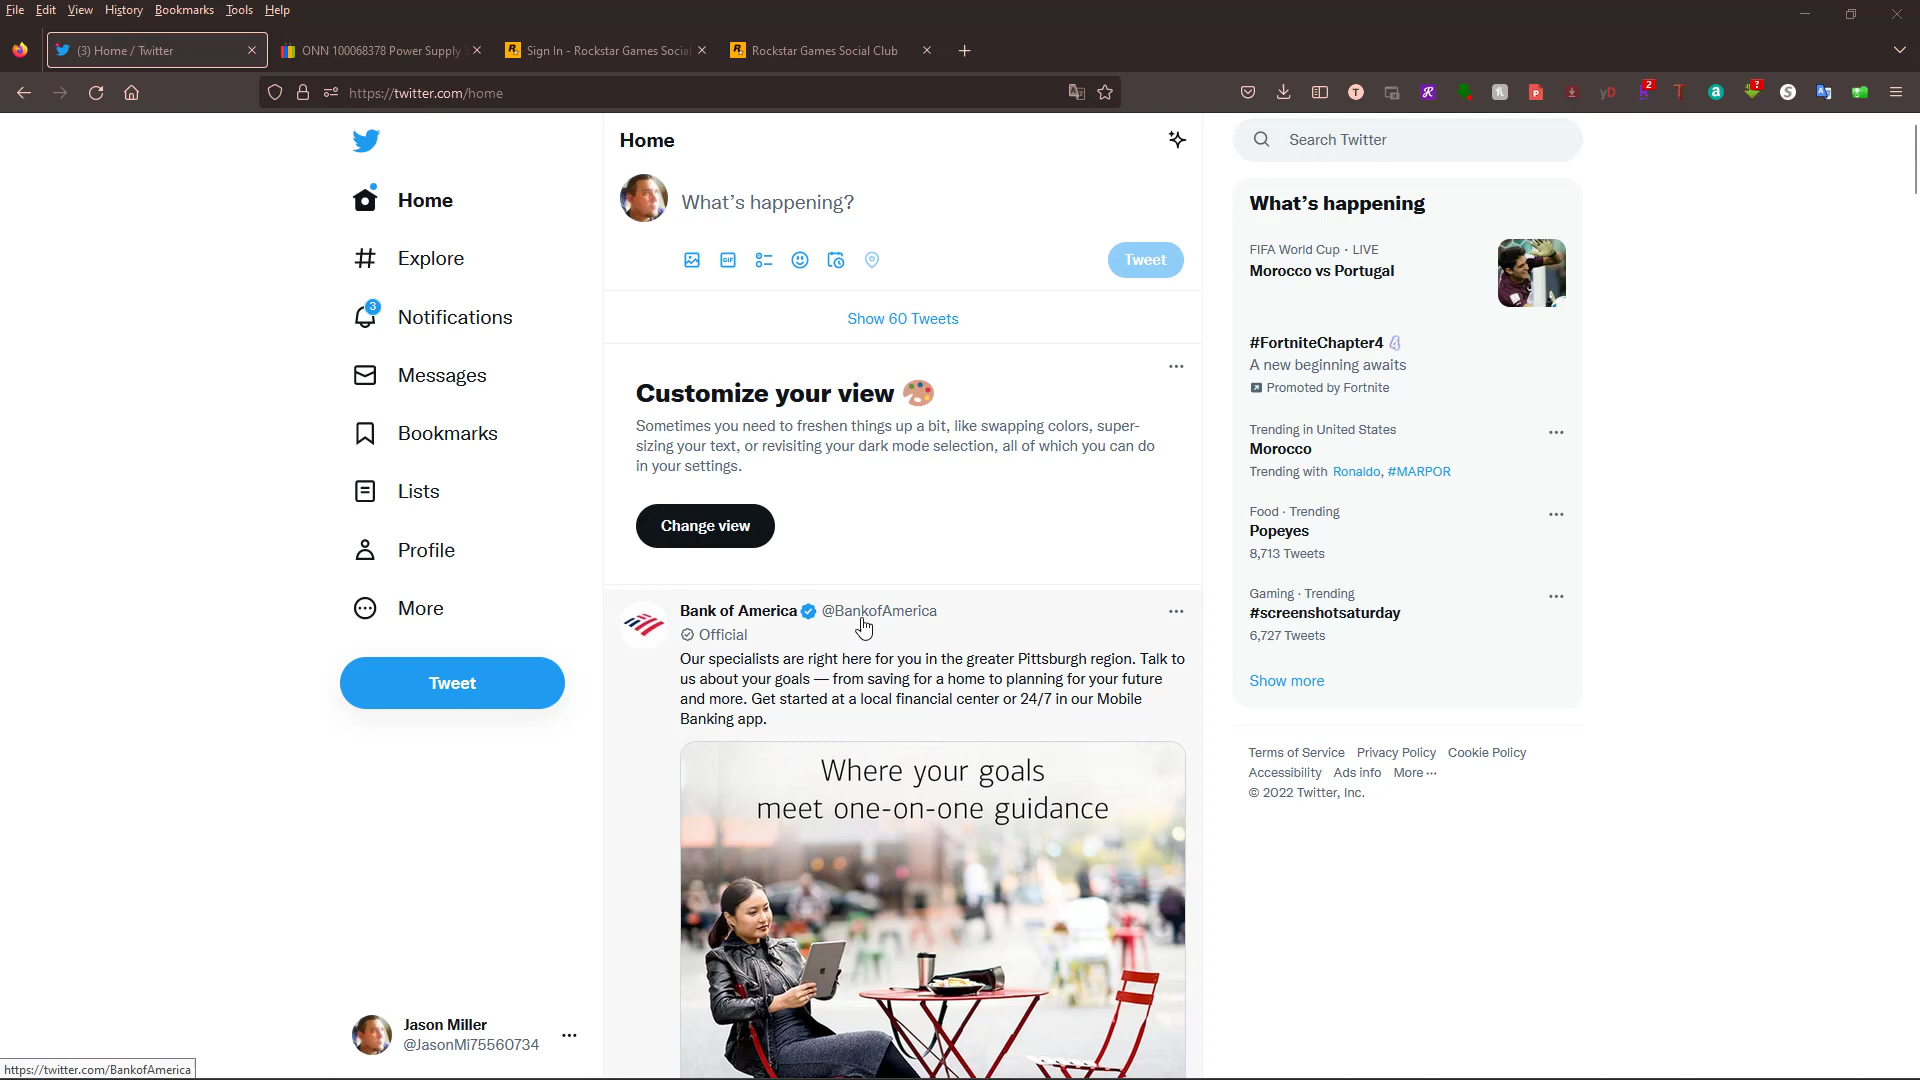 File Edit View History Bookmarks Tools Help
(3) Home / Twitter
ONN 100068378 Power Supply
Sign In - Rockstar Games Social
Rockstar Games Social Club
https://twitter.com/home
2
?
Home
Explore
3
Notifications
Messages
Bookmarks
Lists
Profile
More
Tweet
Jason Miller
@JasonMi75560734
https://twitter.com/BankofAmerica
Home
What's happening?
GIF
Tweet
Show 60 Tweets
Customize your view
Sometimes you need to freshen things up a bit, like swapping colors, super-
sizing your text, or revisiting your dark mode selection, all of which you can do
in your settings.
Change view
Bank of America @BankofAmerica
Official
Our specialists are right here for you in the greater Pittsburgh region. Talk to
us about your goals — from saving for a home to planning for your future
and more. Get started at a local financial center or 24/7 in our Mobile
Banking app.
Where your goals
meet one-on-one guidance
Search Twitter
What's happening
FIFA World Cup · LIVE
Morocco vs Portugal
#FortniteChapter4
A new beginning awaits
Promoted by Fortnite
Trending in United States
Morocco
Trending with Ronaldo, #MARPOR
Food · Trending
Popeyes
8,713 Tweets
Gaming · Trending
#screenshotsaturday
6,727 Tweets
Show more
Terms of Service Privacy Policy Cookie Policy
Accessibility Ads info More ···
© 2022 Twitter, Inc.